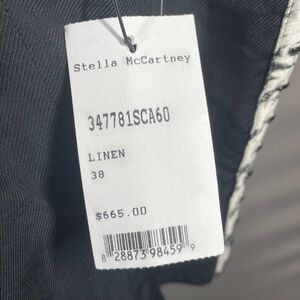 Stella McCartney
347781SCA60
LINEN
38
$665.00
8 28873 98459 9